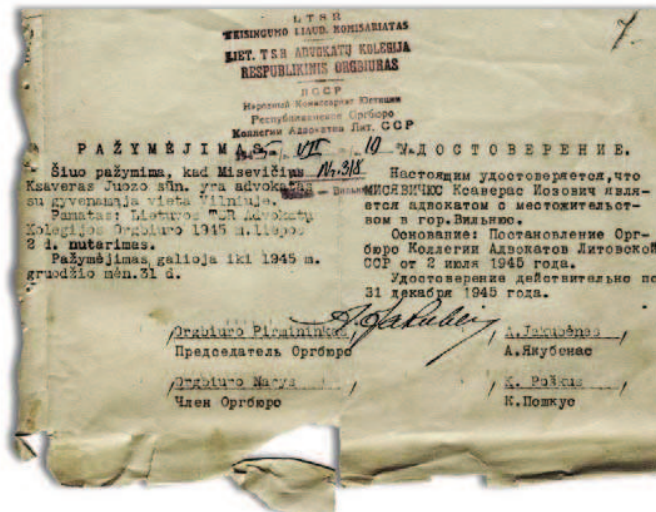 7.
L T S R
TEISINGUMO LIAUD. KOMISARIATAS
LIET. TSR ADVOKATŲ KOLEGIJA
RESPUBLIKINIS ORGBIURAS
ЛССР
Народный Комиссариат Юстиции
Республиканское Оргбюро
Коллегии Адвокатов Лит. ССР
PAŽYMĖJIMAS
1945 VII 10
Nr. 318
Šiuo pažymima, kad Misevičius
Ksaveras Juozo sūn. yra advokatas
su gyvenamąja vieta Vilniuje.
Pamatas: Lietuvos TSR Advokatų
Kolegijos Orgbiuro 1945 m.liepos
2 d. nutarimas.
Pažymėjimas galioja iki 1945 m.
gruodžio mėn.31 d.
УДОСТОВЕРЕНИЕ.
Настоящим удостоверяется,что
МИСЯВИЧЮС Ксаверас Иозович явля-
ется адвокатом с местожительст-
вом в гор.Вильнюс.
Основание: Постановление Орг-
бюро Коллегии Адвокатов Литовской
ССР от 2 июля 1945 года.
Удостоверение действительно по
31 декабря 1945 года.
/Orgbiuro Pirmininkas/ A.Jakubėnas/
Председатель Оргбюро А.Якубенас
/Orgbiuro Narys / K. Poškus /
Член Оргбюро К.Пошкус